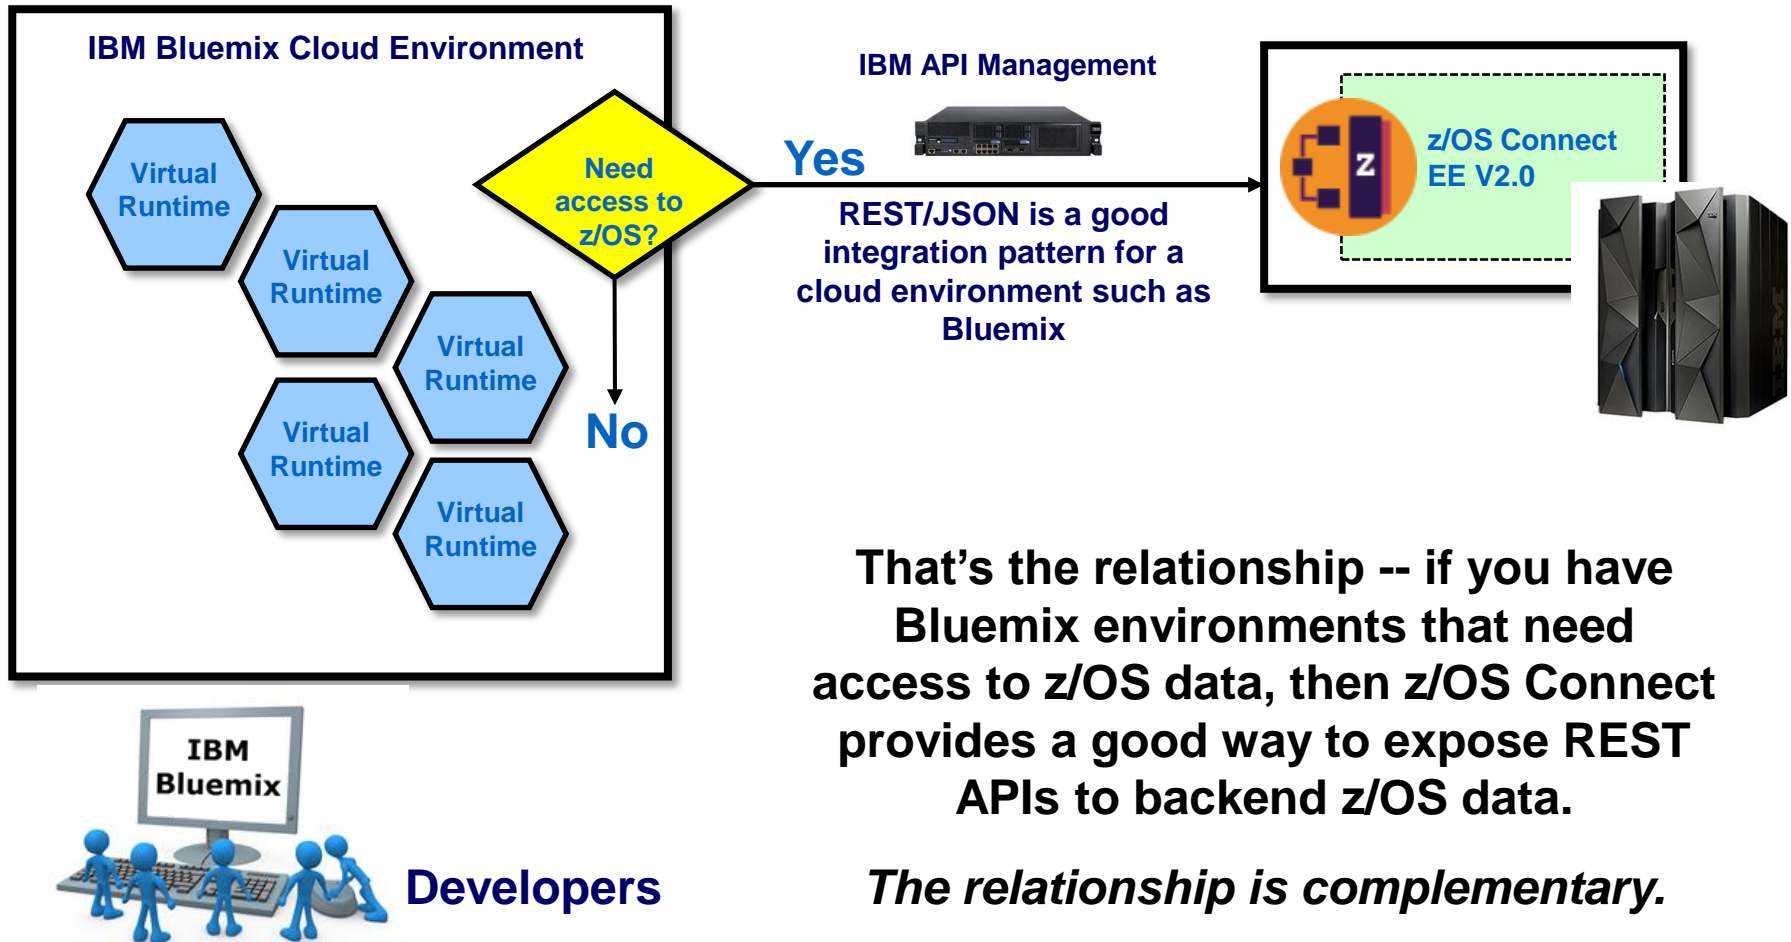 IBM Bluemix Cloud Environment
Virtual
Runtime
Virtual
Runtime
Virtual
Runtime
Virtual
Runtime
Virtual
Runtime
Need
access to
z/OS?
No
Yes
IBM API Management
REST/JSON is a good
integration pattern for a
cloud environment such as
Bluemix
z
z/OS Connect
EE V2.0
IBM
IBM
Bluemix
Developers
That’s the relationship -- if you have
Bluemix environments that need
access to z/OS data, then z/OS Connect
provides a good way to expose REST
APIs to backend z/OS data.
The relationship is complementary.